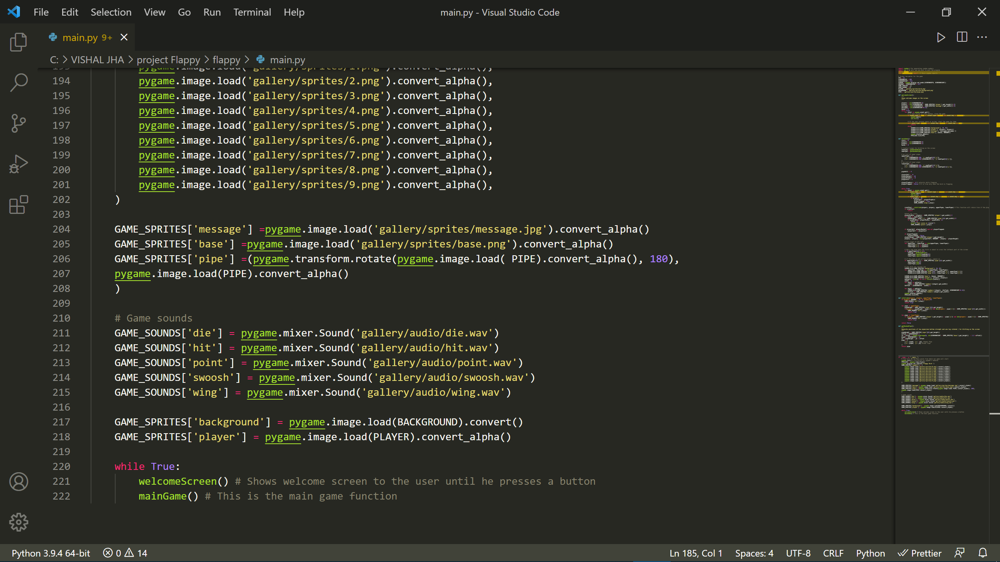 File Edit Selection View Go Run Terminal Help
main.py - Visual Studio Code
main.py 9+
C: > VISHAL JHA > project Flappy > flappy > main.py
193 pygame.image.load('gallery/sprites/1.png').convert_alpha(),
194 pygame.image.load('gallery/sprites/2.png').convert_alpha(),
195 pygame.image.load('gallery/sprites/3.png').convert_alpha(),
196 pygame.image.load('gallery/sprites/4.png').convert_alpha(),
197 pygame.image.load('gallery/sprites/5.png').convert_alpha(),
198 pygame.image.load('gallery/sprites/6.png').convert_alpha(),
199 pygame.image.load('gallery/sprites/7.png').convert_alpha(),
200 pygame.image.load('gallery/sprites/8.png').convert_alpha(),
201 pygame.image.load('gallery/sprites/9.png').convert_alpha(),
202 )
203
204 GAME_SPRITES['message'] =pygame.image.load('gallery/sprites/message.jpg').convert_alpha()
205 GAME_SPRITES['base'] =pygame.image.load('gallery/sprites/base.png').convert_alpha()
206 GAME_SPRITES['pipe'] =(pygame.transform.rotate(pygame.image.load( PIPE).convert_alpha(), 180),
207 pygame.image.load(PIPE).convert_alpha()
208 )
209
210 # Game sounds
211 GAME_SOUNDS['die'] = pygame.mixer.Sound('gallery/audio/die.wav')
212 GAME_SOUNDS['hit'] = pygame.mixer.Sound('gallery/audio/hit.wav')
213 GAME_SOUNDS['point'] = pygame.mixer.Sound('gallery/audio/point.wav')
214 GAME_SOUNDS['swoosh'] = pygame.mixer.Sound('gallery/audio/swoosh.wav')
215 GAME_SOUNDS['wing'] = pygame.mixer.Sound('gallery/audio/wing.wav')
216
217 GAME_SPRITES['background'] = pygame.image.load(BACKGROUND).convert()
218 GAME_SPRITES['player'] = pygame.image.load(PLAYER).convert_alpha()
219
220 while True:
221 welcomeScreen() # Shows welcome screen to the user until he presses a button
222 mainGame() # This is the main game function
Python 3.9.4 64-bit 0 14 Ln 185, Col 1 Spaces: 4 UTF-8 CRLF Python Prettier